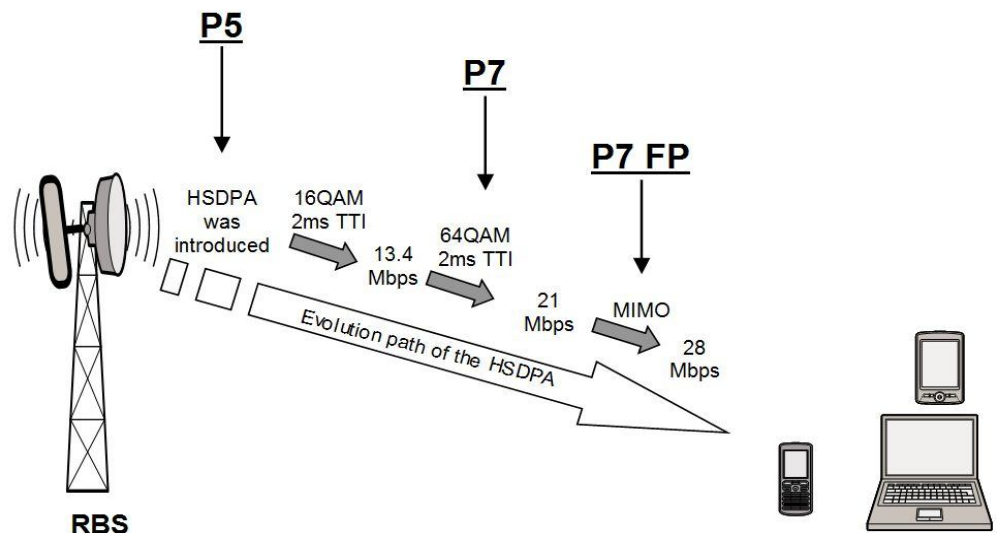 P5
P7
P7 FP
HSDPA
was
introduced
16QAM
2ms TTI
13.4
Mbps
64QAM
2ms TTI
21
Mbps
MIMO
28
Mbps
Evolution path of the HSDPA
RBS